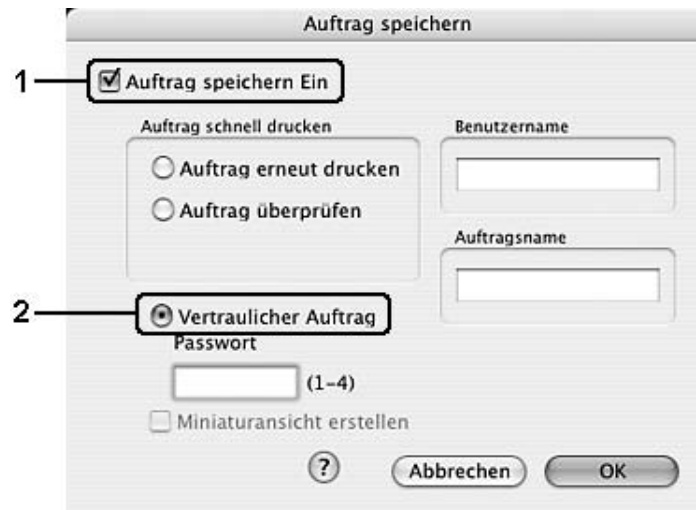 Auftrag speichern
1
Auftrag speichern Ein
Auftrag schnell drucken
Auftrag erneut drucken
Auftrag überprüfen
Benutzername
Auftragsname
2
Vertraulicher Auftrag
Passwort
(1-4)
Miniaturansicht erstellen
?
Abbrechen
OK